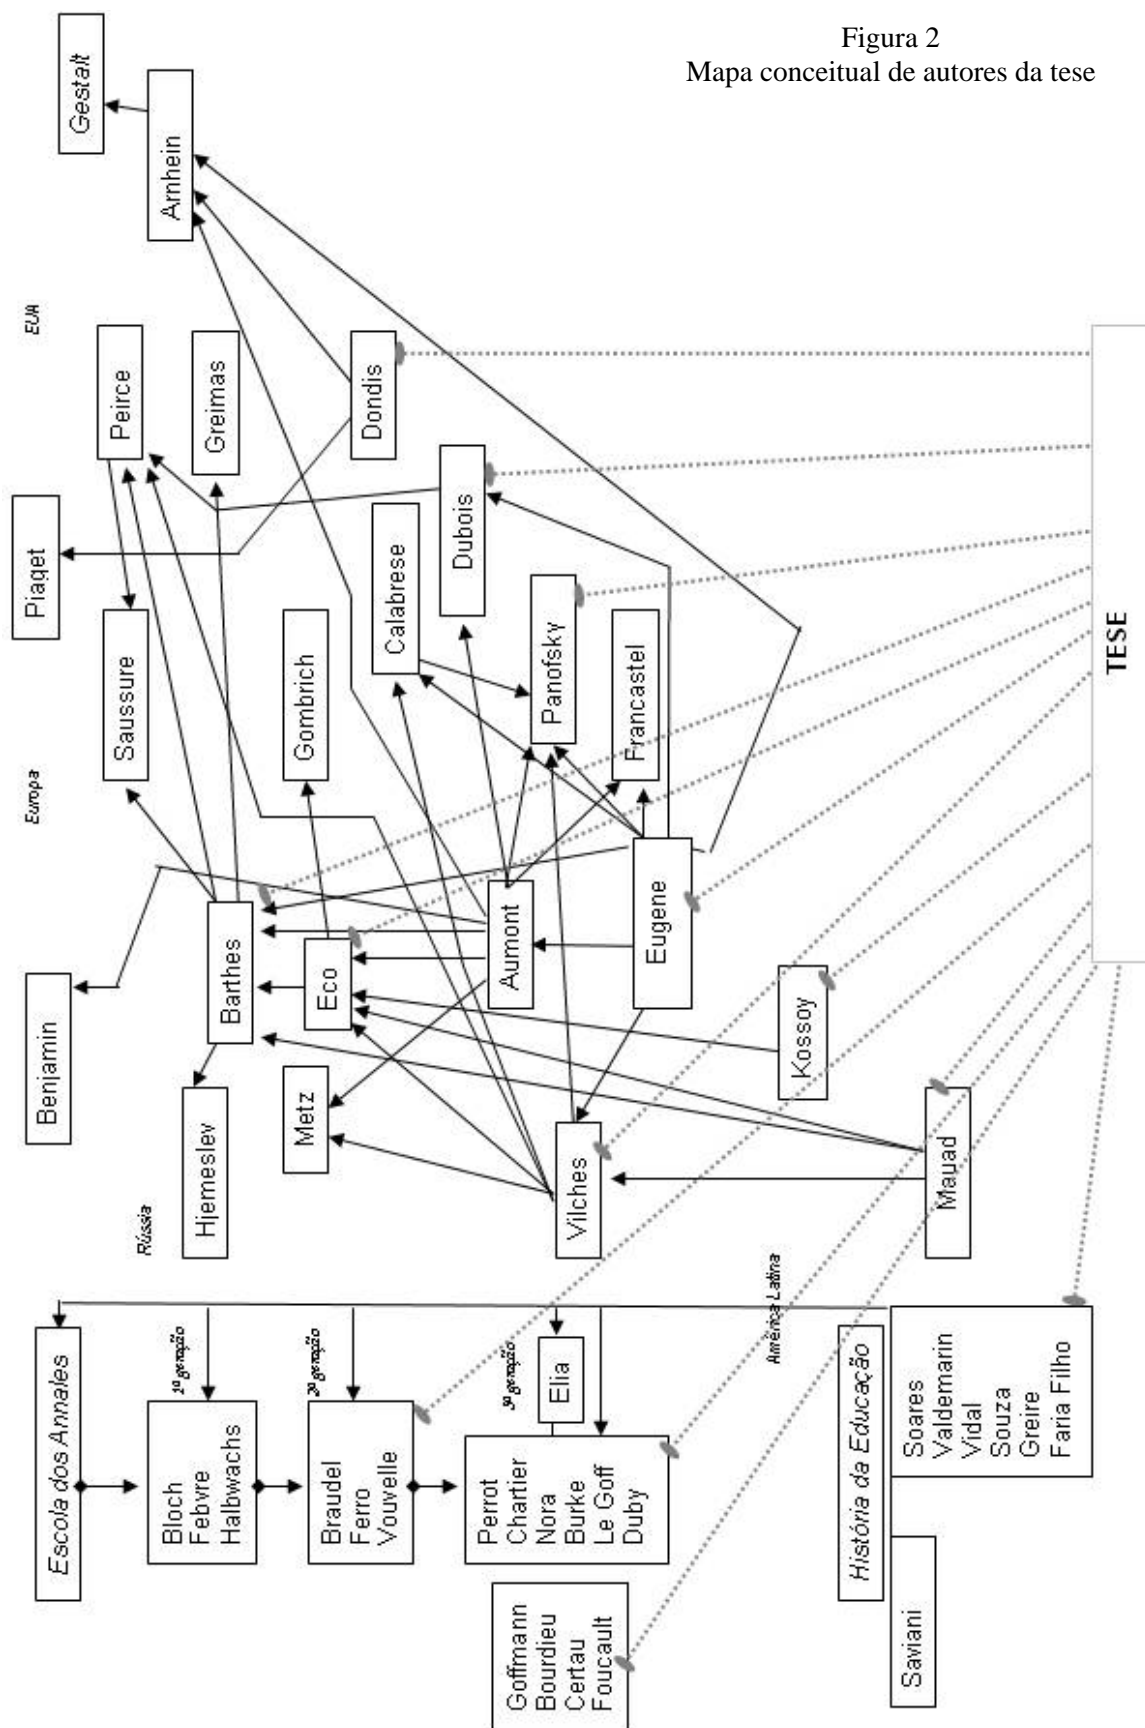 Figura 2
Mapa conceitual de autores da tese
Escola dos Annales
1ª geração
Bloch
Febvre
Halbwachs
2ª geração
Braudel
Ferro
Vouvelle
3ª geração
Elia
Perrot
Chartier
Nora
Burke
Le Goff
Duby
Goffmann
Bourdieu
Certau
Foucault
História da Educação
Saviani
Soares
Valdemarin
Vidal
Souza
Greire
Faria Filho
Rússia
Europa
EUA
América Latina
Benjamin
Piaget
Gestalt
Hjemeslev
Saussure
Peirce
Arnhein
Barthes
Greimas
Metz
Eco
Gombrich
Calabrese
Dondis
Aumont
Dubois
Vilches
Panofsky
Eugene
Francastel
Kossoy
Mauad
TESE